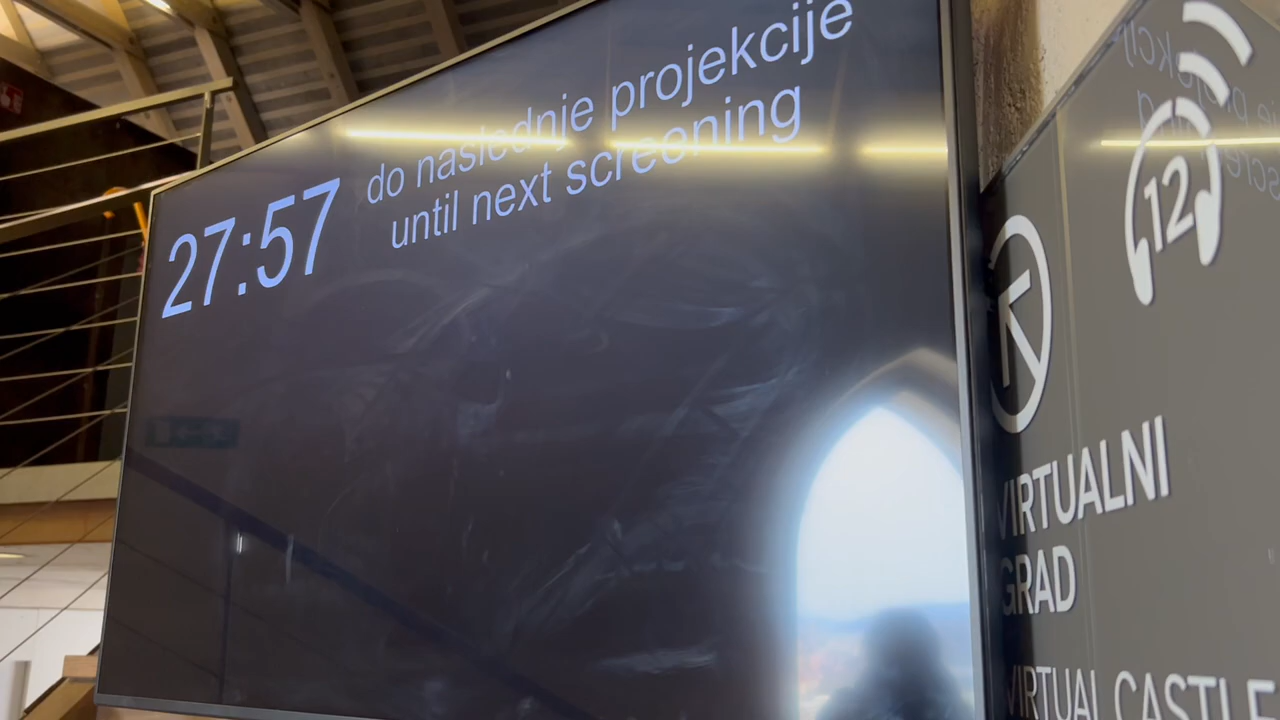 27:57
do naslednje projekcije
until next screening
12
VIRTUALNI
GRAD
VIRTUAL CASTLE